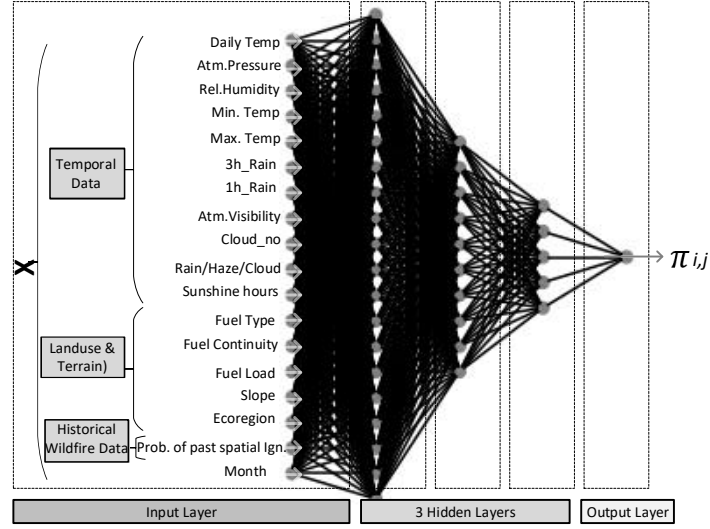 Daily Temp
Atm.Pressure
Rel.Humidity
Min. Temp
Max. Temp
3h_Rain
1h_Rain
Atm.Visibility
Cloud_no
Rain/Haze/Cloud
Sunshine hours
Fuel Type
Fuel Continuity
Fuel Load
Slope
Ecoregion
Prob. of past spatial Ign.
Month
Temporal
Data
Landuse &
Terrain)
Historical
Wildfire Data
X
π i,j
Input Layer
3 Hidden Layers
Output Layer